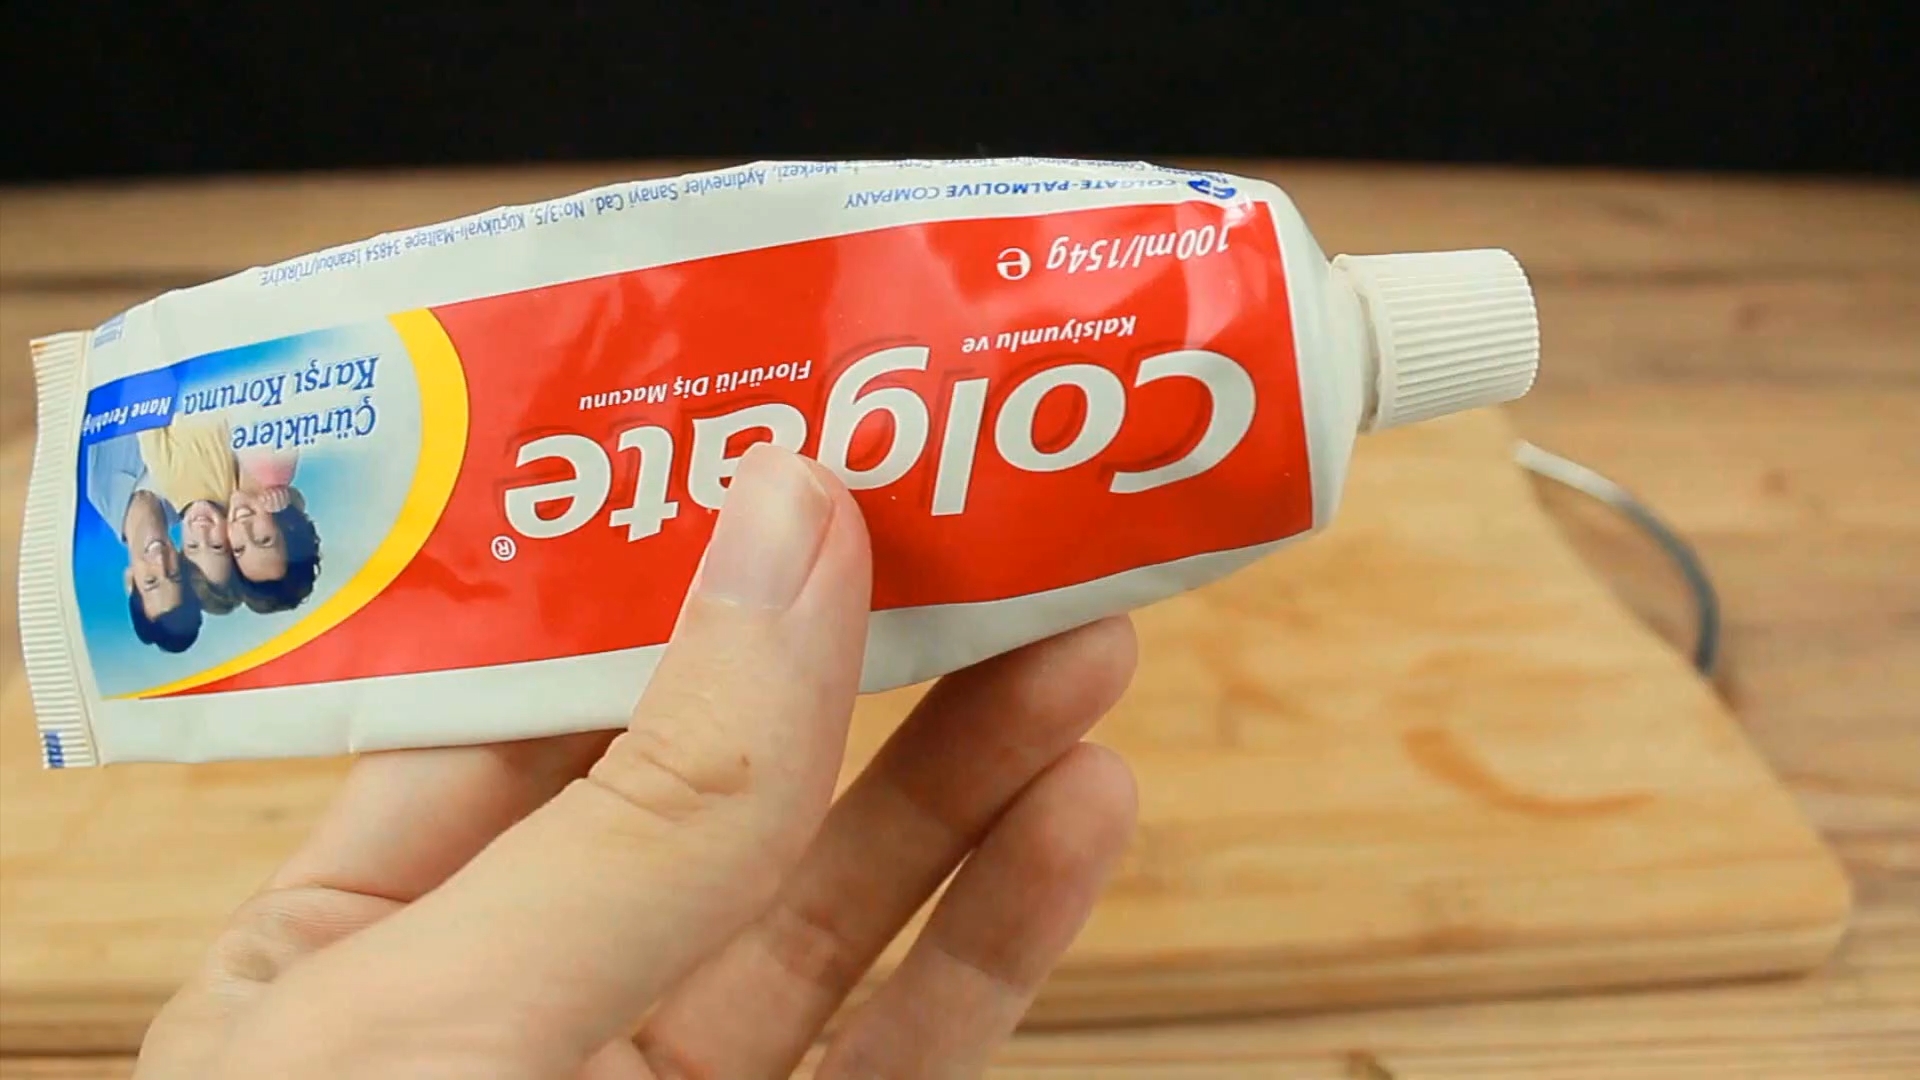 Colgate®
Kalsiyumlu ve
Florürlü Diş Macunu
100ml/154g e
Çürüklere
Karşı Koruma
Nane Ferahlığı
COLGATE-PALMOLIVE COMPANY
Merkezi, Aydınevler Sanayi Cad. No:3/5, Küçükyalı-Maltepe 34854 İstanbul/TÜRKİYE